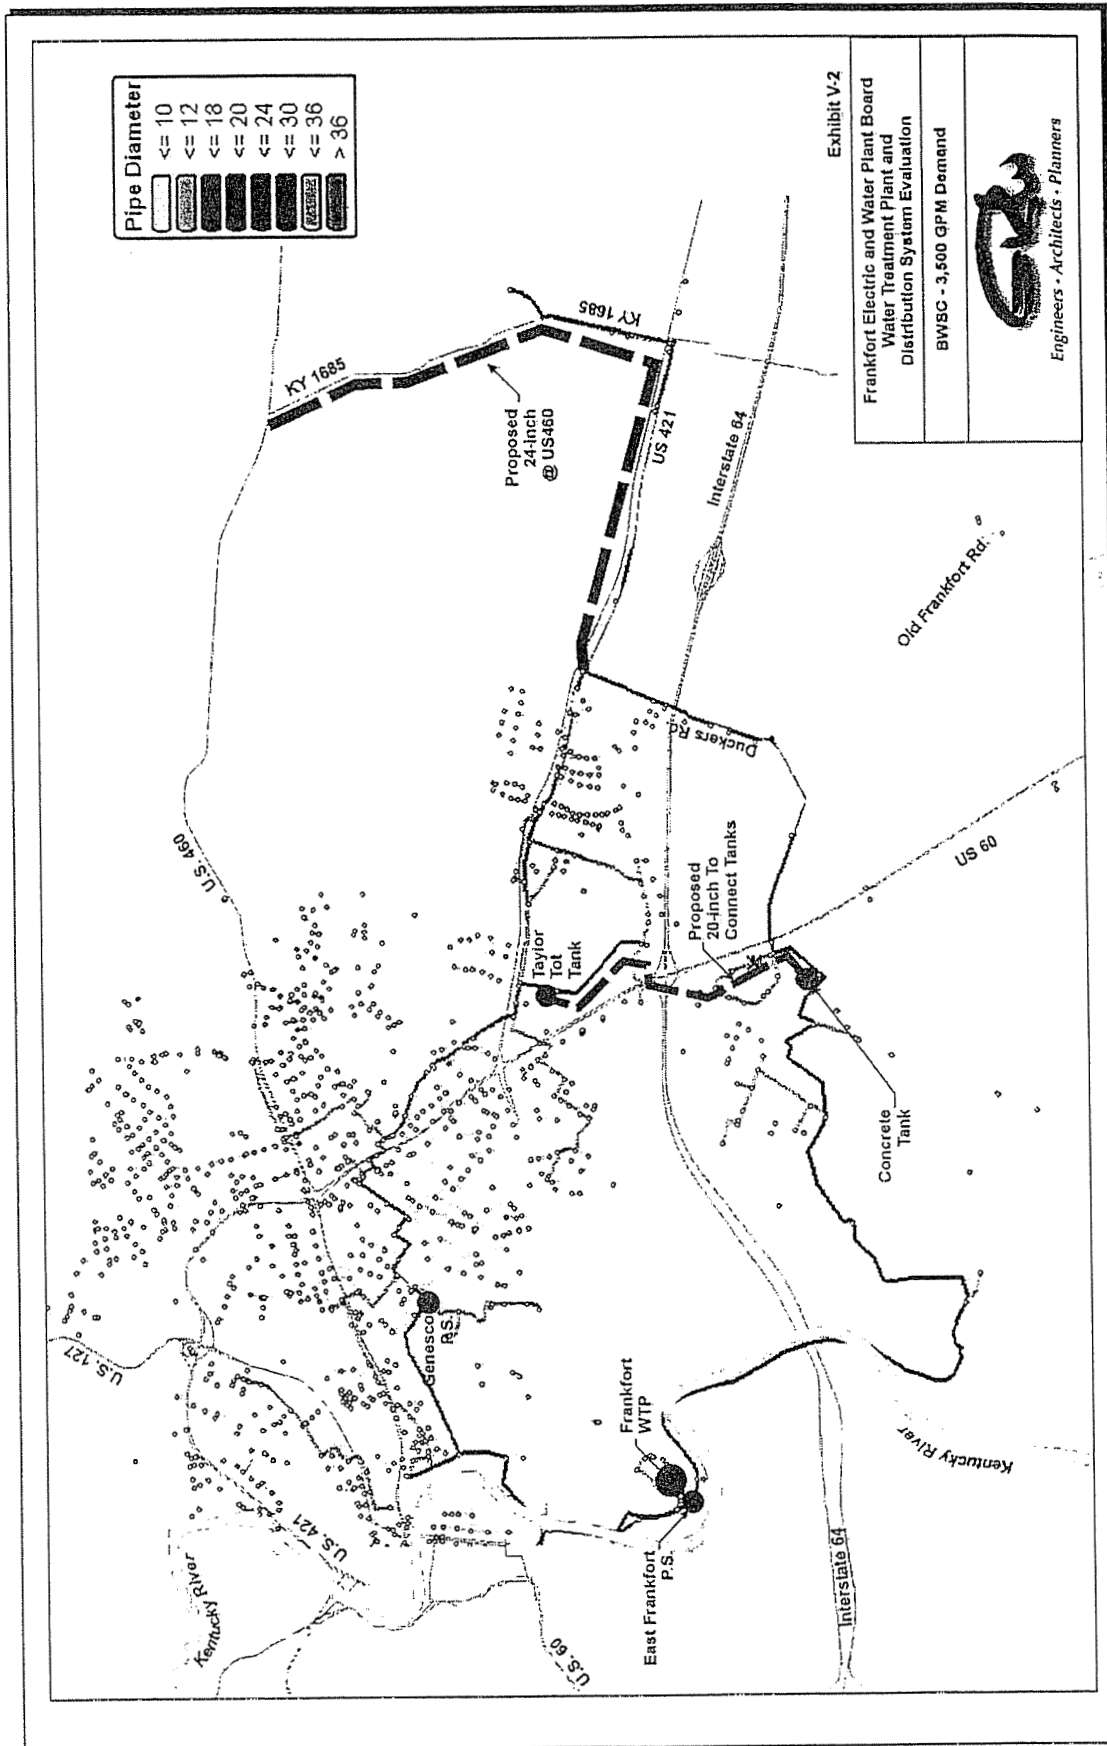 Pipe Diameter
<= 10
<= 12
<= 18
<= 20
<= 24
<= 30
<= 36
> 36
Exhibit V-2
Frankfort Electric and Water Plant Board
Water Treatment Plant and
Distribution System Evaluation
BWSC - 3,500 GPM Demand
GRW
Engineers • Architects • Planners
KY 1685
KY 1685
Proposed
24-Inch
@ US460
US 421
Interstate 64
Old Frankfort Rd.
Duckers Rd
U.S. 460
US 60
Proposed
20-inch To
Connect Tanks
Taylor
Tot
Tank
Concrete
Tank
U.S. 127
Genesco
P.S.
Frankfort
WTP
Kentucky River
U.S. 421
Kentucky River
East Frankfort
P.S.
Interstate 64
U.S. 60